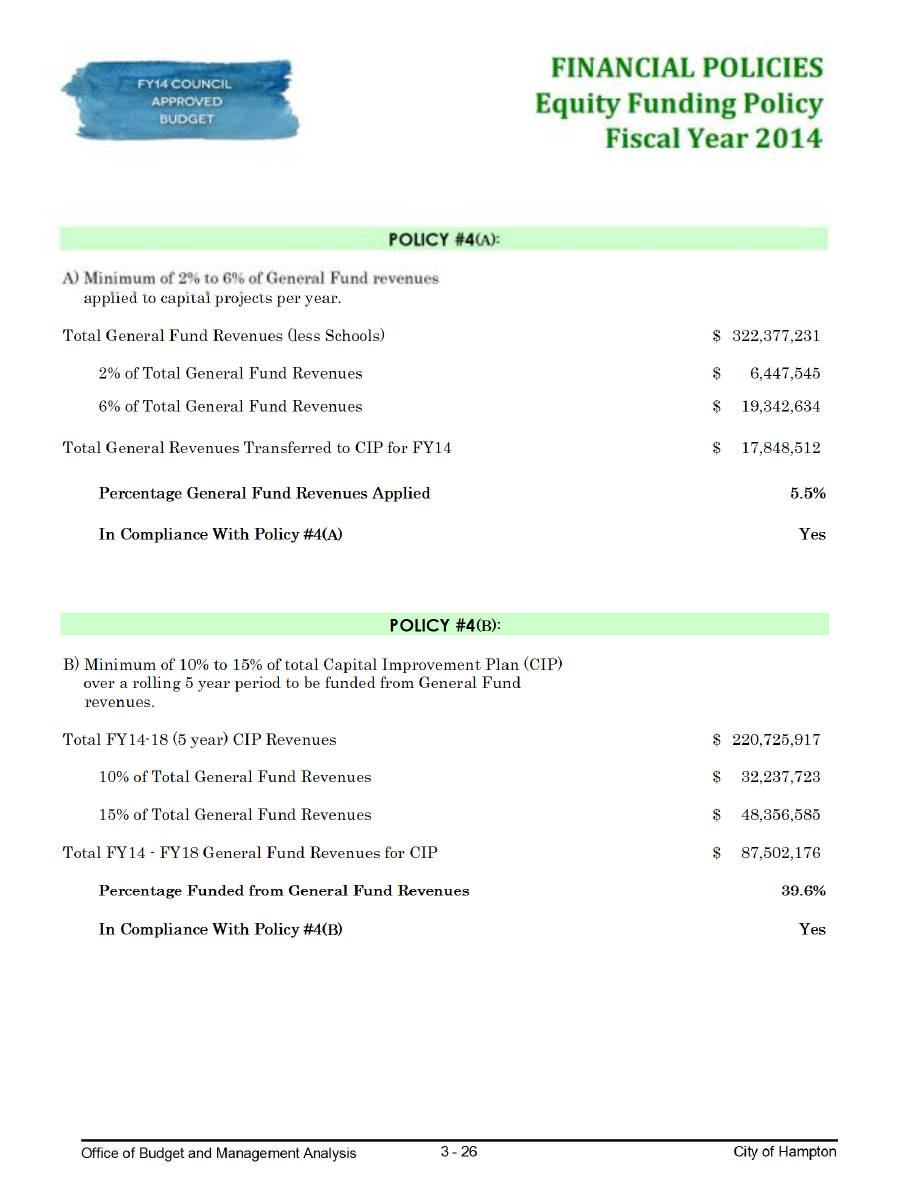 FY14 COUNCIL
APPROVED
BUDGET
FINANCIAL POLICIES
Equity Funding Policy
Fiscal Year 2014
POLICY #4(A):
A) Minimum of 2% to 6% of General Fund revenues
applied to capital projects per year.
Total General Fund Revenues (less Schools) $ 322,377,231
2% of Total General Fund Revenues $ 6,447,545
6% of Total General Fund Revenues $ 19,342,634
Total General Revenues Transferred to CIP for FY14 $ 17,848,512
Percentage General Fund Revenues Applied 5.5%
In Compliance With Policy #4(A) Yes
POLICY #4(B):
B) Minimum of 10% to 15% of total Capital Improvement Plan (CIP)
over a rolling 5 year period to be funded from General Fund
revenues.
Total FY14-18 (5 year) CIP Revenues $ 220,725,917
10% of Total General Fund Revenues $ 32,237,723
15% of Total General Fund Revenues $ 48,356,585
Total FY14 - FY18 General Fund Revenues for CIP $ 87,502,176
Percentage Funded from General Fund Revenues 39.6%
In Compliance With Policy #4(B) Yes
Office of Budget and Management Analysis 3 - 26 City of Hampton